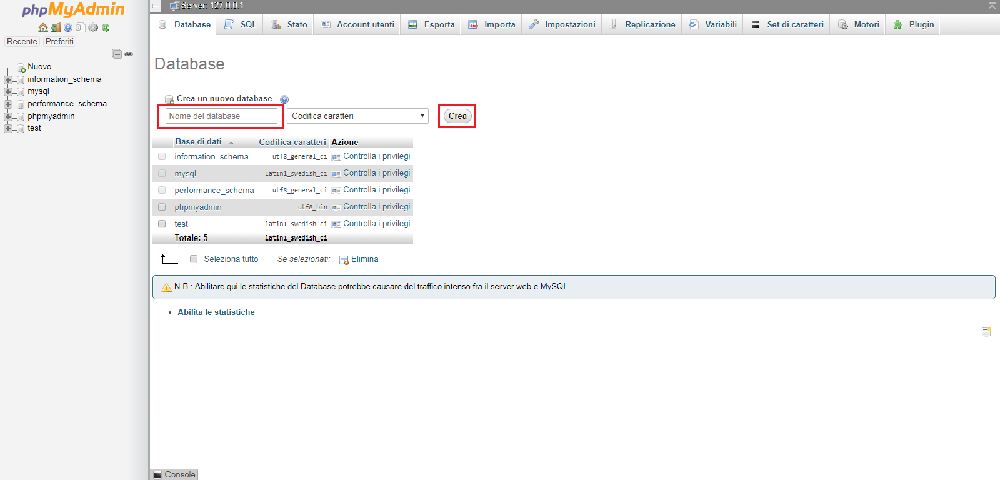 phpMyAdmin
Recente Preferiti
Nuovo
information_schema
mysql
performance_schema
phpmyadmin
test
Server: 127.0.0.1
Database SQL Stato Account utenti Esporta Importa Impostazioni Replicazione Variabili Set di caratteri Motori Plugin
Database
Crea un nuovo database
Nome del database Codifica caratteri Crea
Base di dati Codifica caratteri Azione
information_schema utf8_general_ci Controlla i privilegi
mysql latin1_swedish_ci Controlla i privilegi
performance_schema utf8_general_ci Controlla i privilegi
phpmyadmin utf8_bin Controlla i privilegi
test latin1_swedish_ci Controlla i privilegi
Totale: 5 latin1_swedish_ci
Seleziona tutto Se selezionati: Elimina
N.B.: Abilitare qui le statistiche del Database potrebbe causare del traffico intenso fra il server web e MySQL.
• Abilita le statistiche
Console